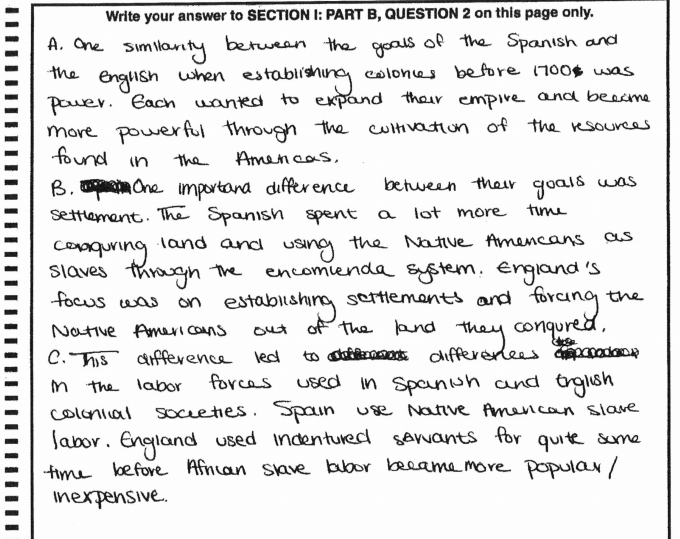 Write your answer to SECTION I: PART B, QUESTION 2 on this page only.
A. One similarity between the goals of the Spanish and
the English when establishing colonies before 1700s was
power. Each wanted to expand their empire and become
more powerful through the cultivation of the resources
found in the Americas.
B. One importand difference between their goals was
settlement. The Spanish spent a lot more time
conquring land and using the Native Americans as
slaves through the encomienda system. England's
focus was on establishing settlements and forcing the
Native Americans out of the land they conqured.
C. This difference led to differences
in the labor forces used in Spanish and English
colonial societies. Spain use Native American slave
labor. England used indentured servants for quite some
time before African slave labor became more popular/
inexpensive.